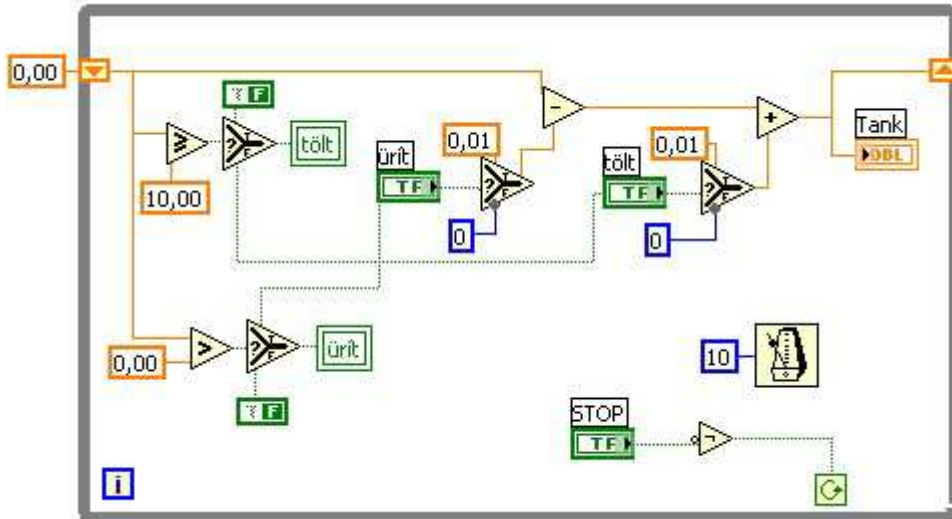 0,00
F
tölt
ürít
0,01
tölt
0,01
Tank
TF
TF
DBL
10,00
0
0
0,00
ürít
10
F
STOP
TF
i